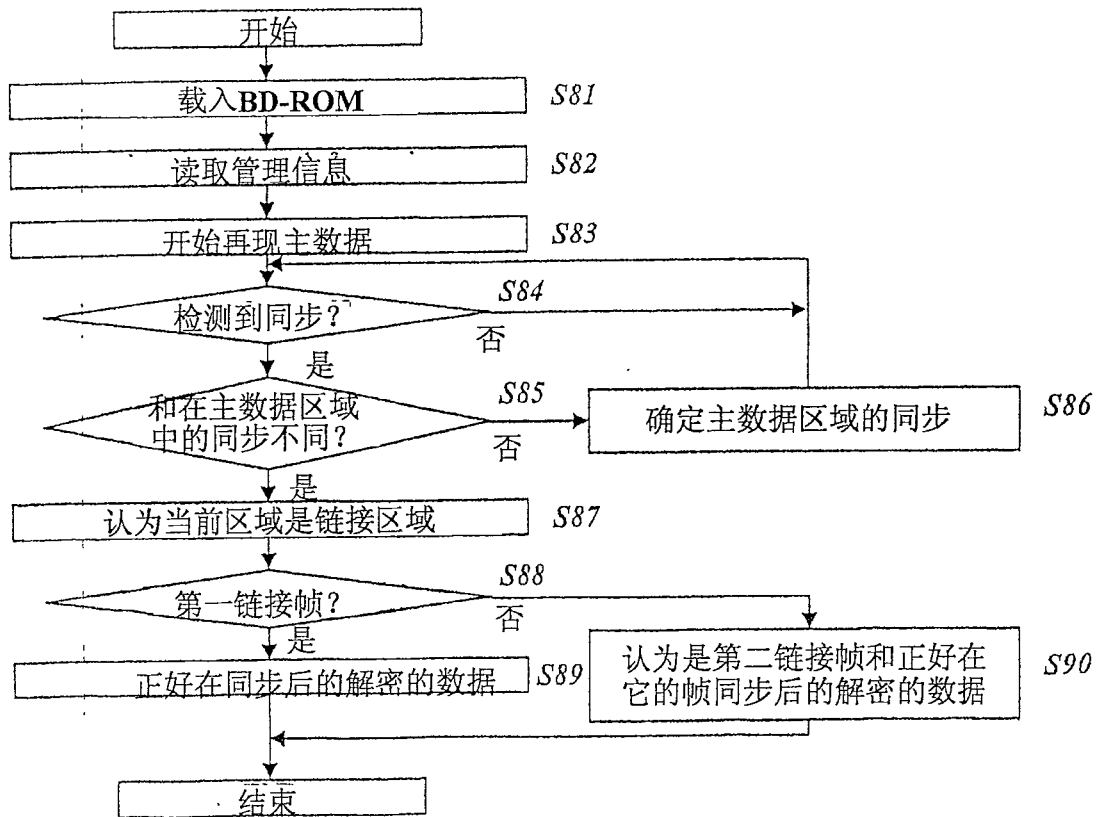 开始
载入BD-ROM
S81
读取管理信息
S82
开始再现主数据
S83
检测到同步?
S84
否
是
和在主数据区域
中的同步不同?
S85
否
确定主数据区域的同步
S86
是
认为当前区域是链接区域
S87
第一链接帧?
S88
否
是
正好在同步后的解密的数据
S89
认为是第二链接帧和正好在
它的帧同步后的解密的数据
S90
结束